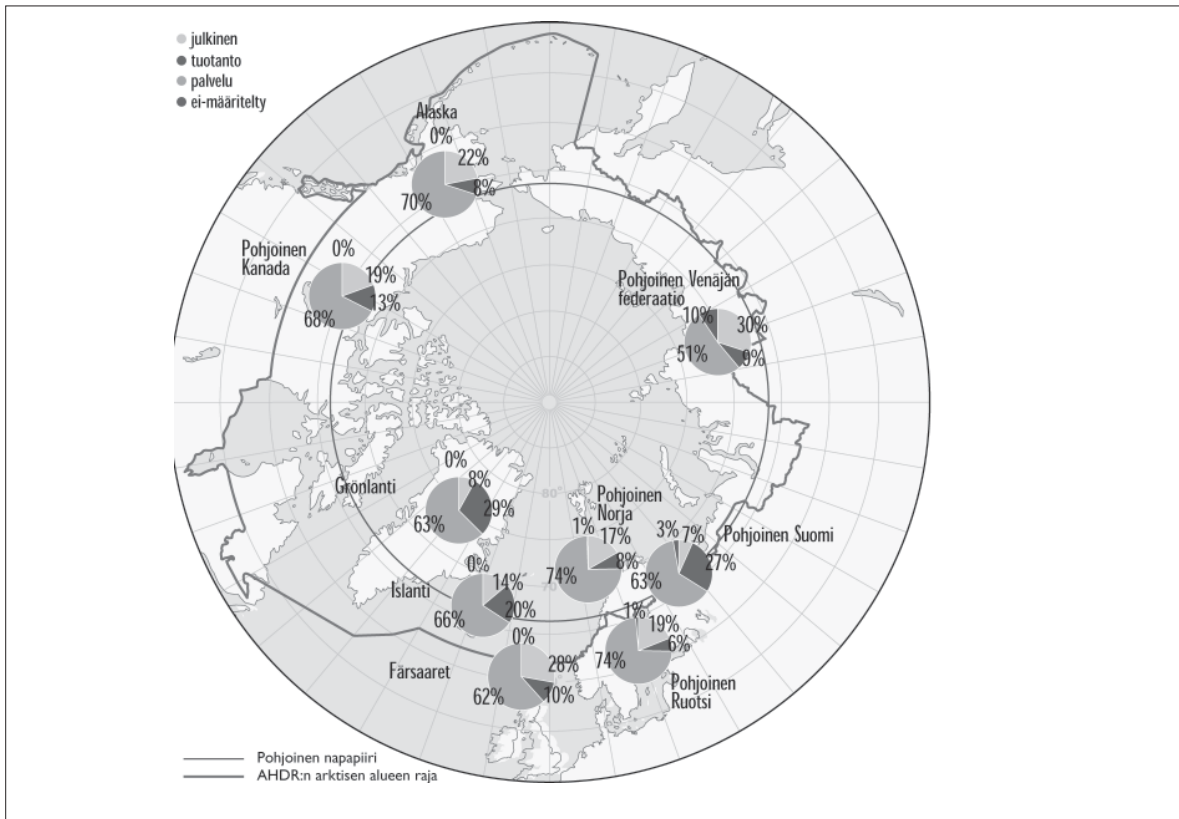 julkinen
tuotanto
palvelu
ei-määritelty
Alaska
0%
22%
8%
70%
Pohjoinen
Kanada
0%
19%
13%
68%
Pohjoinen Venäjän
federaatio
10%
30%
51%
9%
Grönlanti
0%
8%
29%
63%
80°
Pohjoinen
Norja
1%
17%
8%
74%
Pohjoinen Suomi
3%
7%
27%
63%
Islanti
0%
14%
20%
66%
70°
Färsaaret
0%
28%
10%
62%
1%
19%
6%
74%
Pohjoinen
Ruotsi
Pohjoinen napapiiri
AHDR:n arktisen alueen raja